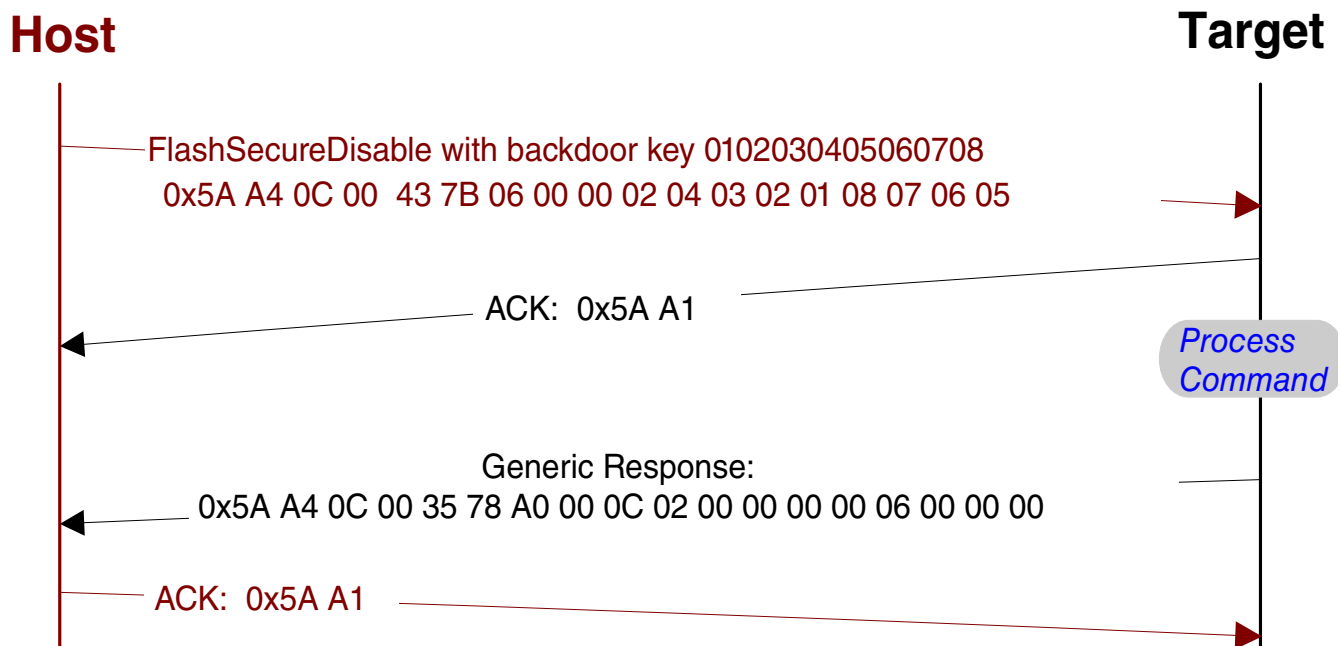 Host
Target
FlashSecureDisable with backdoor key 0102030405060708
0x5A A4 0C 00  43 7B 06 00 00 02 04 03 02 01 08 07 06 05
ACK:  0x5A A1
Process
Command
Generic Response:
0x5A A4 0C 00 35 78 A0 00 0C 02 00 00 00 00 06 00 00 00
ACK:  0x5A A1